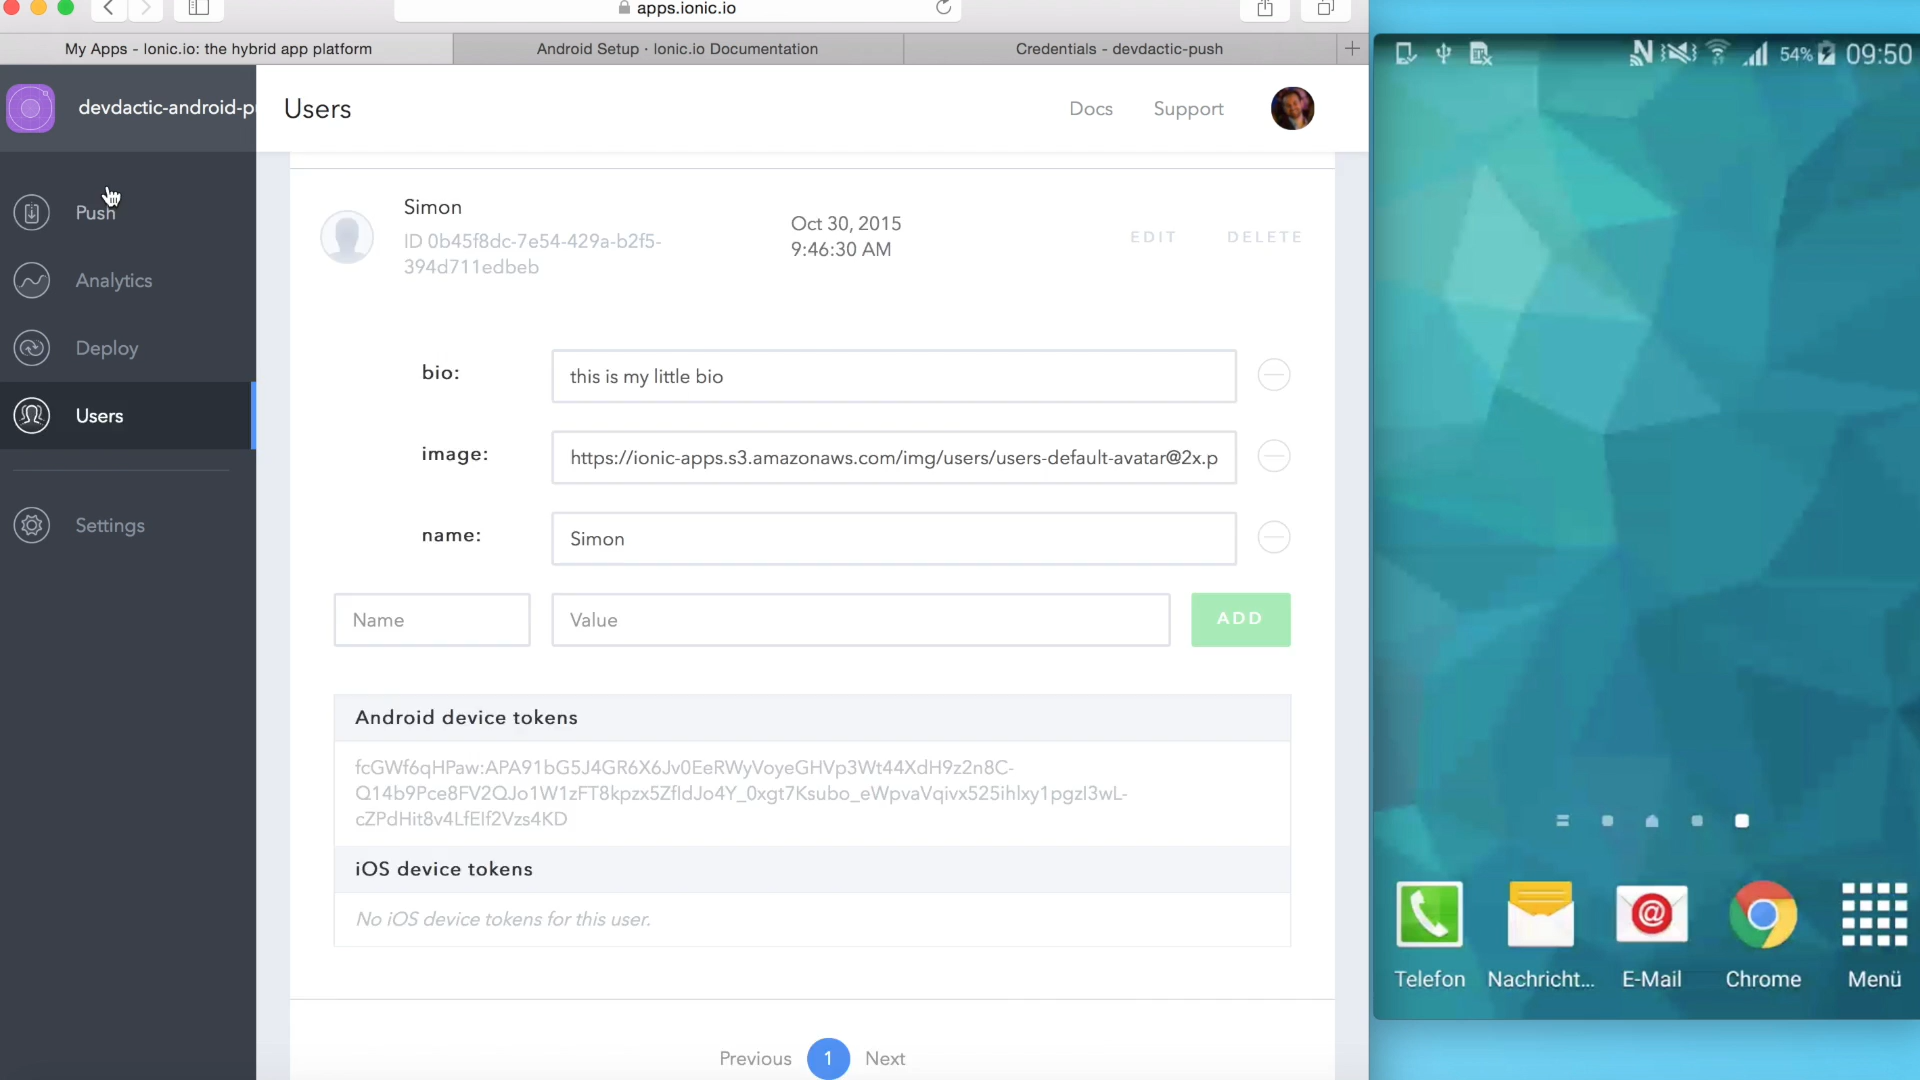 apps.ionic.io
My Apps - Ionic.io: the hybrid app platform
Android Setup · Ionic.io Documentation
Credentials - devdactic-push
54%
09:50
devdactic-android-p
Users
Docs
Support
Push
Analytics
Deploy
Users
Settings
Simon
ID 0b45f8dc-7e54-429a-b2f5-
394d711edbeb
Oct 30, 2015
9:46:30 AM
EDIT
DELETE
bio:
this is my little bio
image:
https://ionic-apps.s3.amazonaws.com/img/users/users-default-avatar@2x.p
name:
Simon
Name
Value
ADD
Android device tokens
fcGWf6qHPaw:APA91bG5J4GR6X6Jv0EeRWyVoyeGHVp3Wt44XdH9z2n8C-
Q14b9Pce8FV2QJo1W1zFT8kpzx5ZfIdJo4Y_0xgt7Ksubo_eWpvaVqivx525ihlxy1pgzI3wL-
cZPdHit8v4LfEIf2Vzs4KD
iOS device tokens
No iOS device tokens for this user.
Previous
1
Next
Telefon
Nachricht...
E-Mail
Chrome
Menü